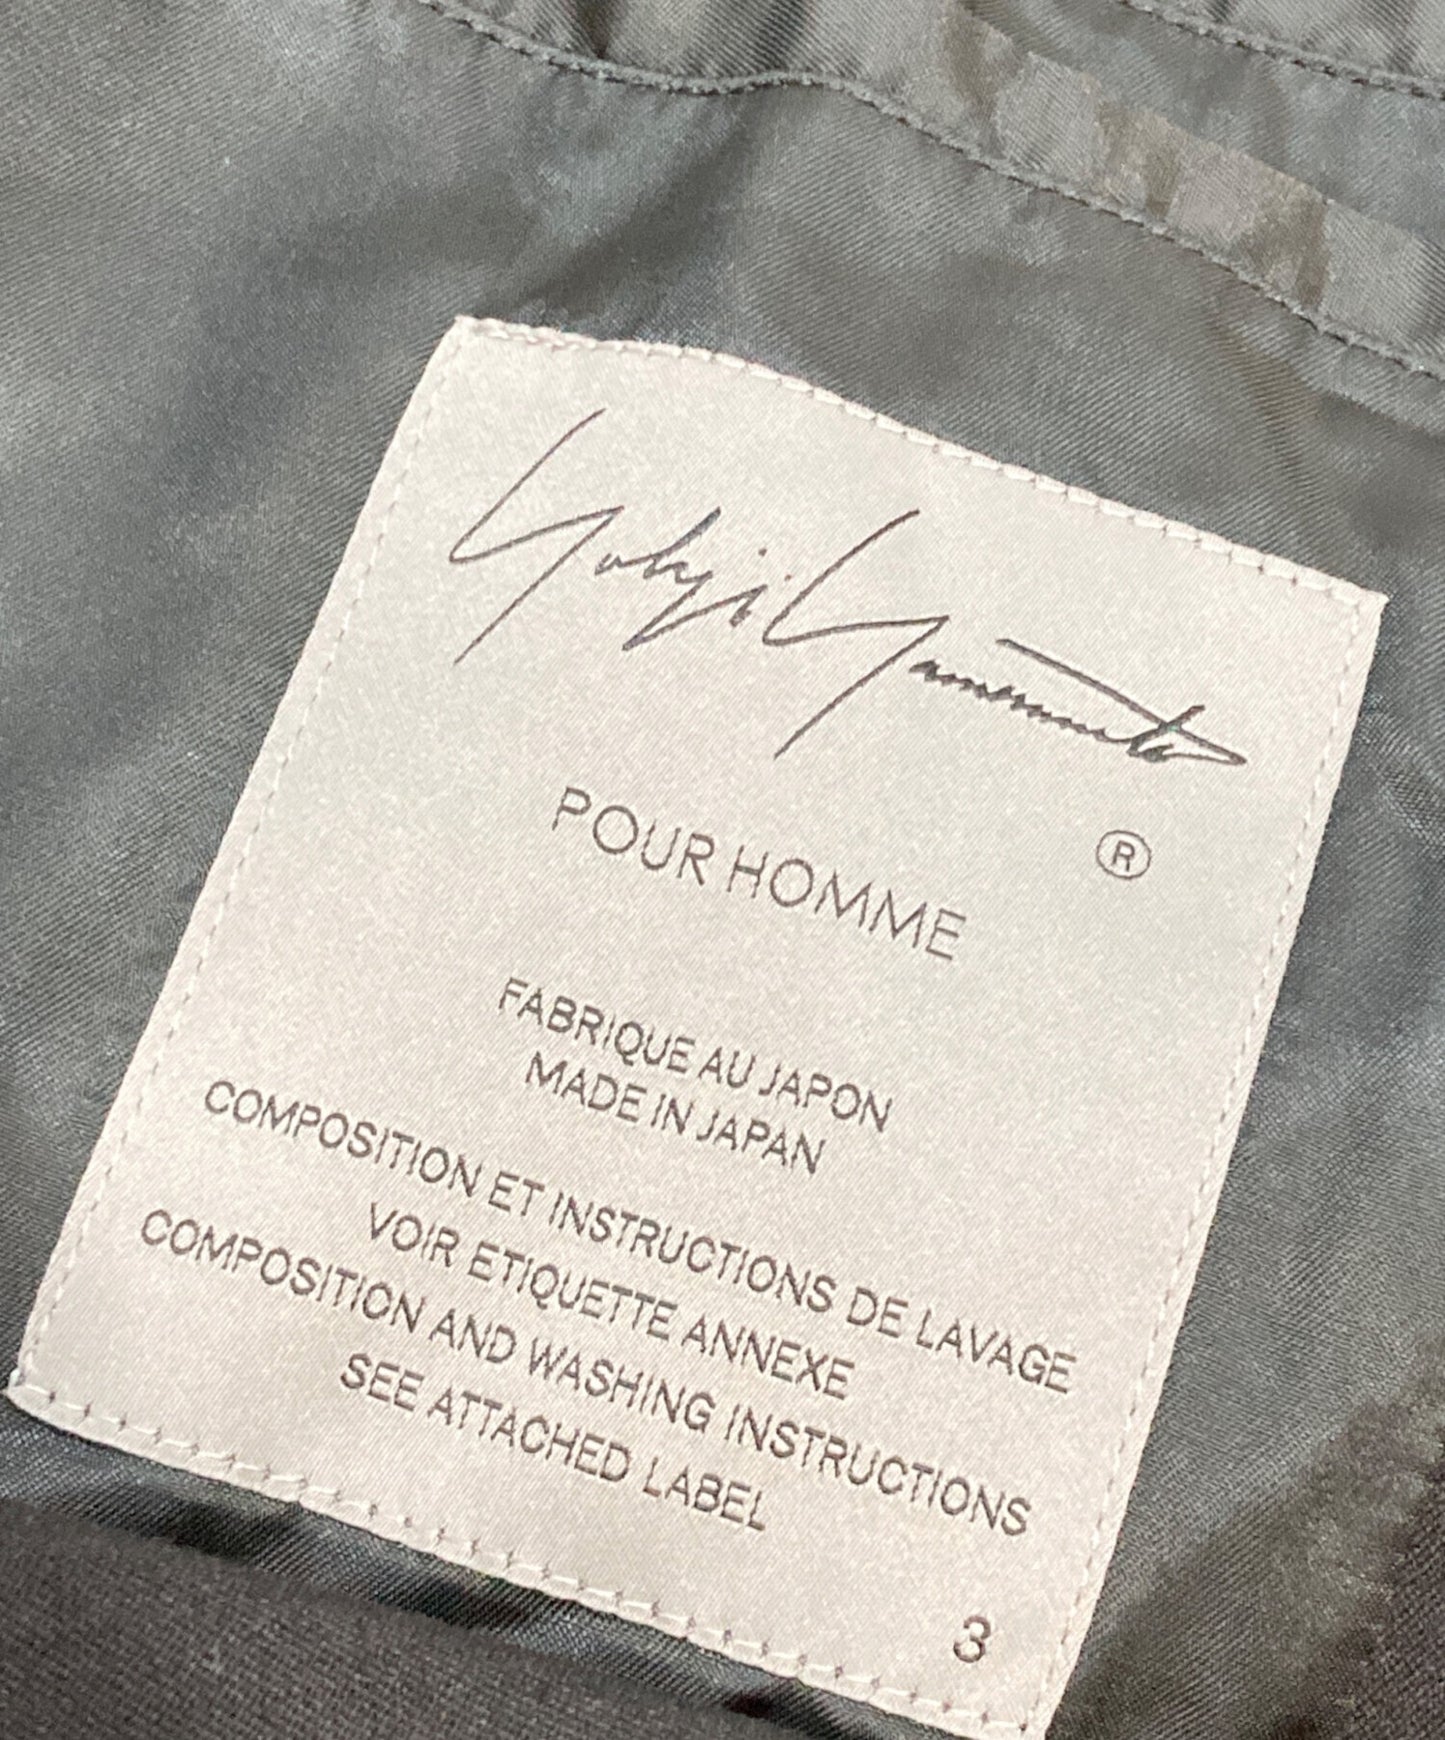 Yohji Yamamoto
®
POUR HOMME
FABRIQUE AU JAPON
MADE IN JAPAN
COMPOSITION ET INSTRUCTIONS DE LAVAGE
VOIR ETIQUETTE ANNEXE
COMPOSITION AND WASHING INSTRUCTIONS
SEE ATTACHED LABEL
3